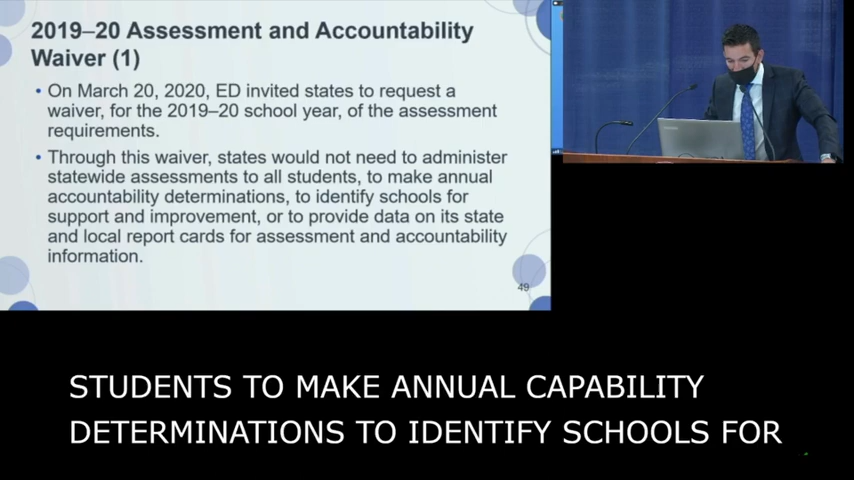 2019–20 Assessment and Accountability
Waiver (1)
• On March 20, 2020, ED invited states to request a
waiver, for the 2019–20 school year, of the assessment
requirements.
• Through this waiver, states would not need to administer
statewide assessments to all students, to make annual
accountability determinations, to identify schools for
support and improvement, or to provide data on its state
and local report cards for assessment and accountability
information.
49
STUDENTS TO MAKE ANNUAL CAPABILITY
DETERMINATIONS TO IDENTIFY SCHOOLS FOR